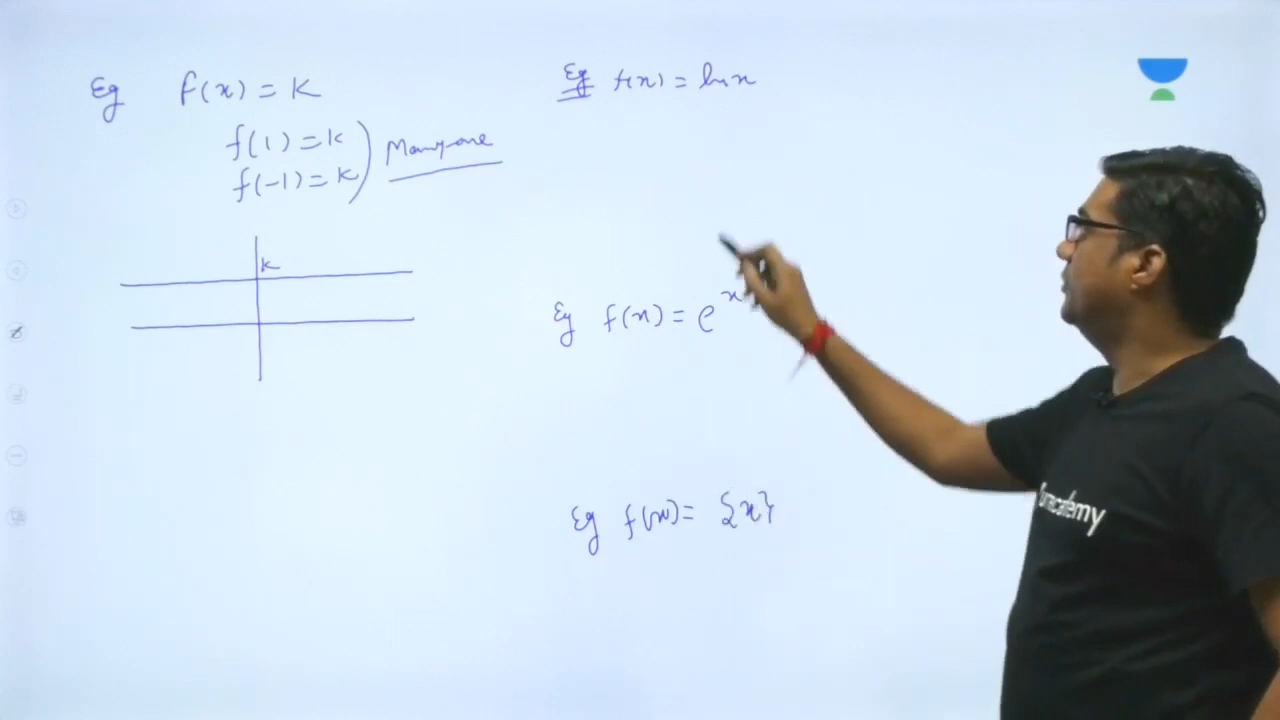 Eg f(x) = K
f(1) = K
f(-1) = K
Many-one
K
Eg f(x) = ln x
Eg f(x) = e^x
Eg f(x) = {x}
unacademy